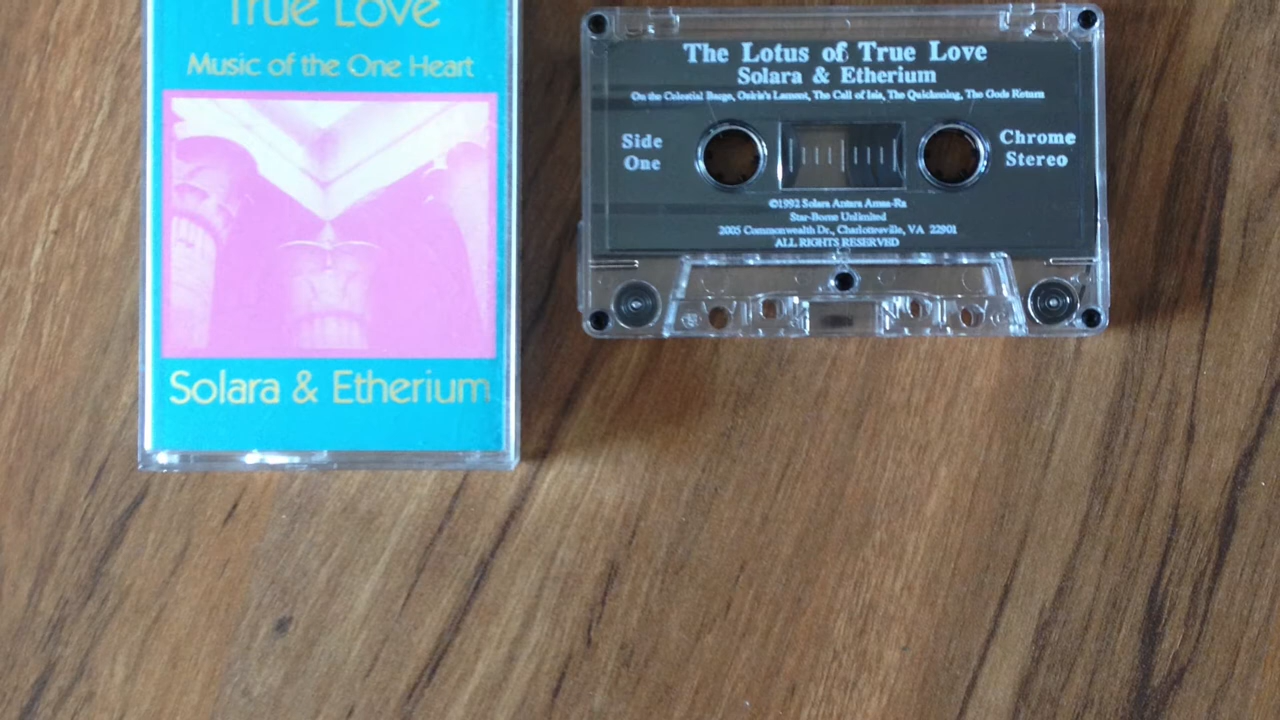 True Love
Music of the One Heart
Solara & Etherium
The Lotus of True Love
Solara & Etherium
On the Celestial Barge, Osiris's Lament, The Call of Isis, The Quickening, The Gods Return
Side
One
Chrome
Stereo
©1992 Solara Antara Amaa-Ra
Star-Borne Unlimited
2005 Commonwealth Dr., Charlottesville, VA 22901
ALL RIGHTS RESERVED